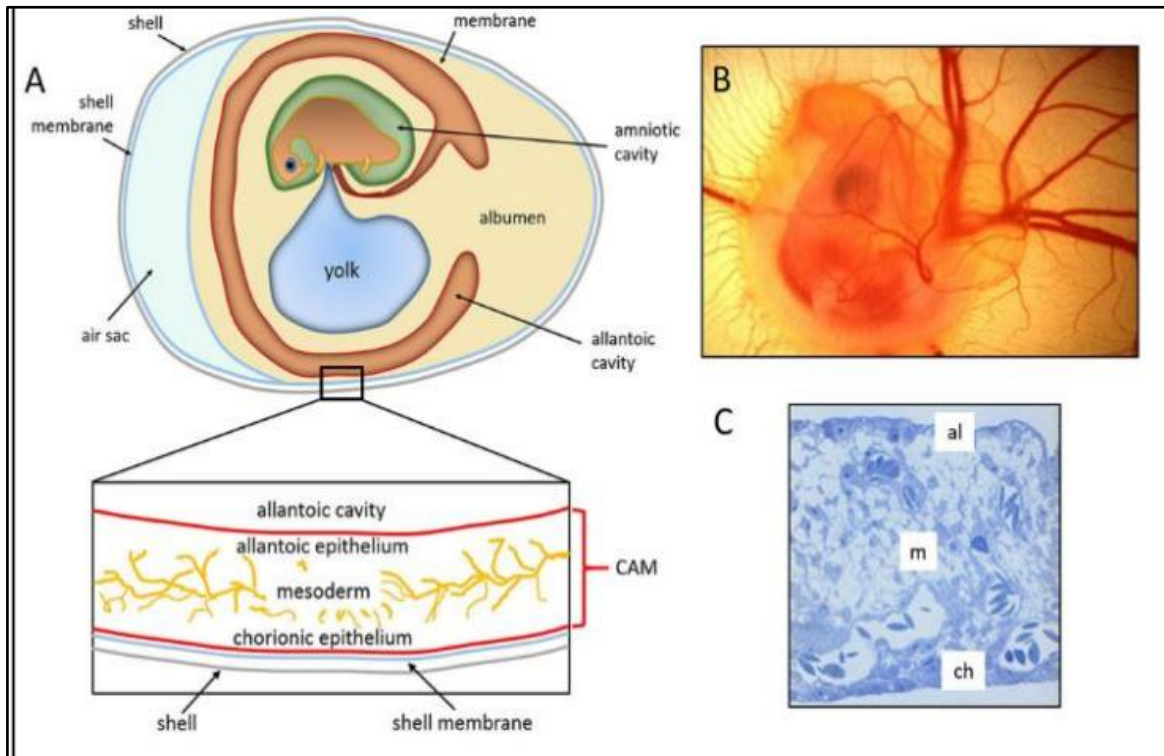 shell
membrane
A
B
shell
membrane
amniotic
cavity
albumen
yolk
air sac
allantoic
cavity
C
al
allantoic cavity
allantoic epithelium
m
CAM
mesoderm
chorionic epithelium
ch
shell
shell membrane